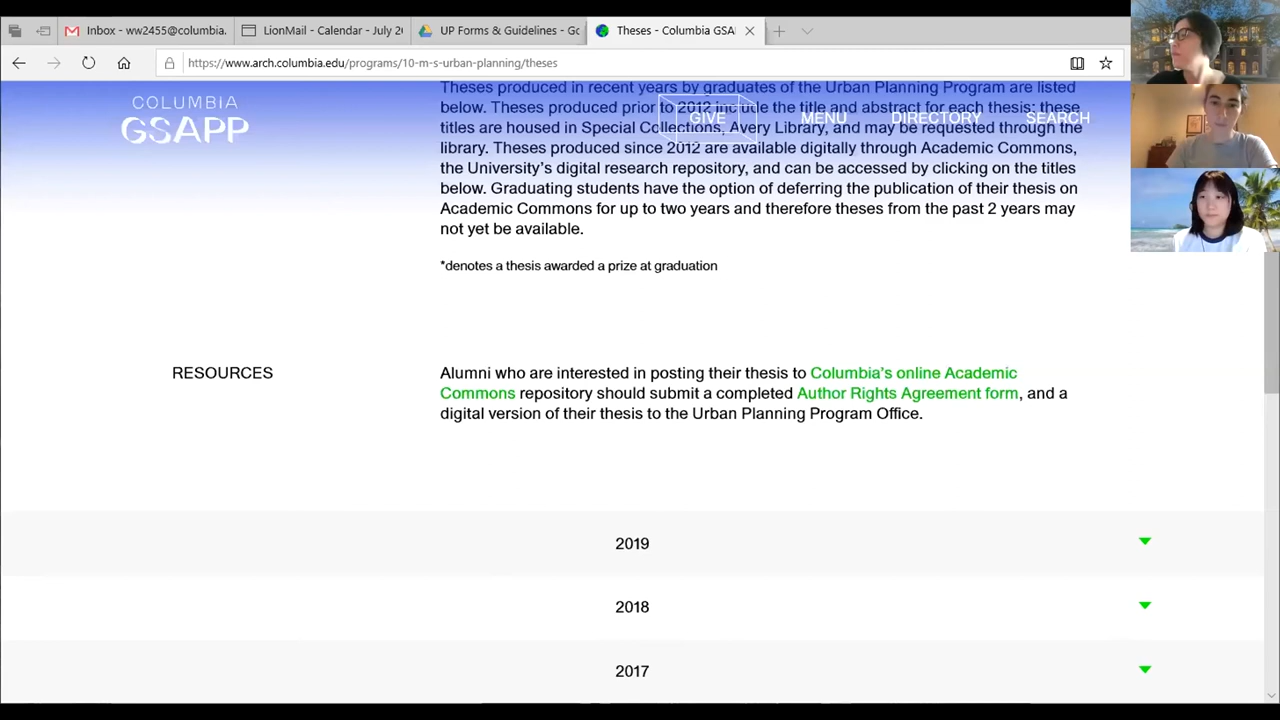 Inbox - ww2455@columbia.
LionMail - Calendar - July 2
UP Forms & Guidelines - Go
Theses - Columbia GSA
https://www.arch.columbia.edu/programs/10-m-s-urban-planning/theses
COLUMBIA
GSAPP
GIVE
MENU
DIRECTORY
SEARCH
Theses produced in recent years by graduates of the Urban Planning Program are listed
below. Theses produced prior to 2012 include the title and abstract for each thesis; these
titles are housed in Special Collections, Avery Library, and may be requested through the
library. Theses produced since 2012 are available digitally through Academic Commons,
the University's digital research repository, and can be accessed by clicking on the titles
below. Graduating students have the option of deferring the publication of their thesis on
Academic Commons for up to two years and therefore theses from the past 2 years may
not yet be available.
*denotes a thesis awarded a prize at graduation
RESOURCES
Alumni who are interested in posting their thesis to Columbia's online Academic
Commons repository should submit a completed Author Rights Agreement form, and a
digital version of their thesis to the Urban Planning Program Office.
2019
2018
2017